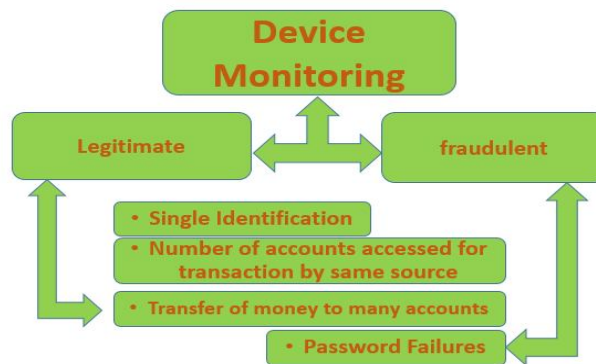 Device
Monitoring
Legitimate
fraudulent
• Single Identification
• Number of accounts accessed for
transaction by same source
• Transfer of money to many accounts
• Password Failures